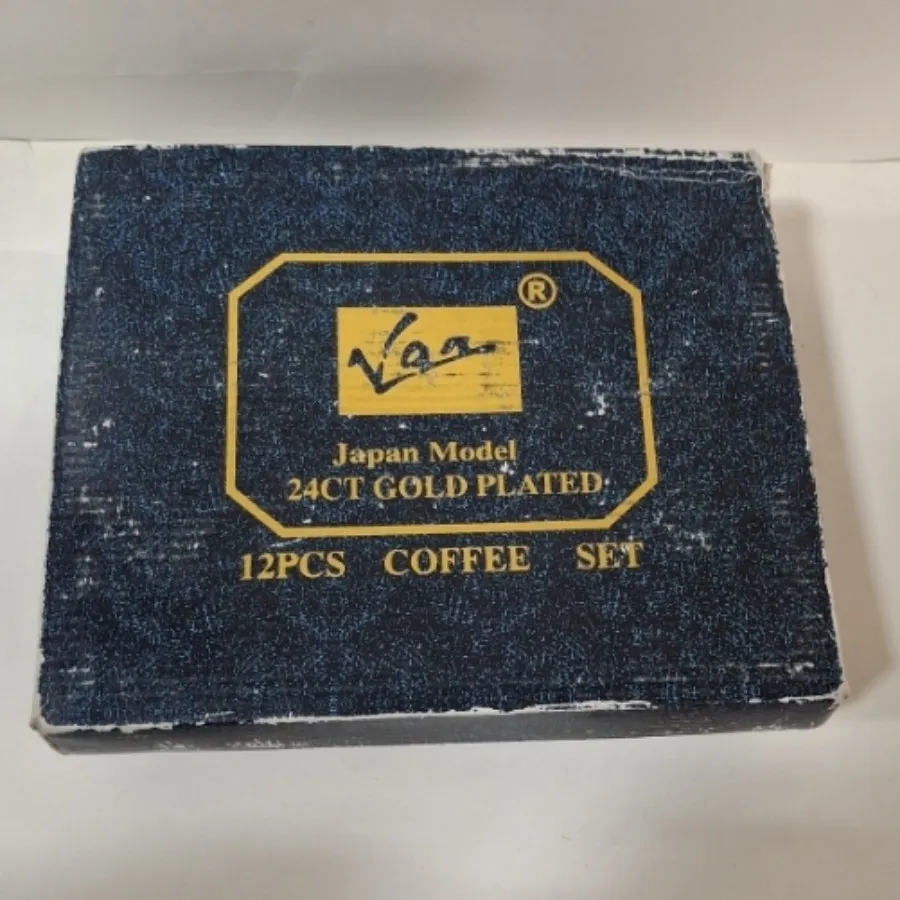 ®
Vaa
Japan Model
24CT GOLD PLATED
12PCS COFFEE SET